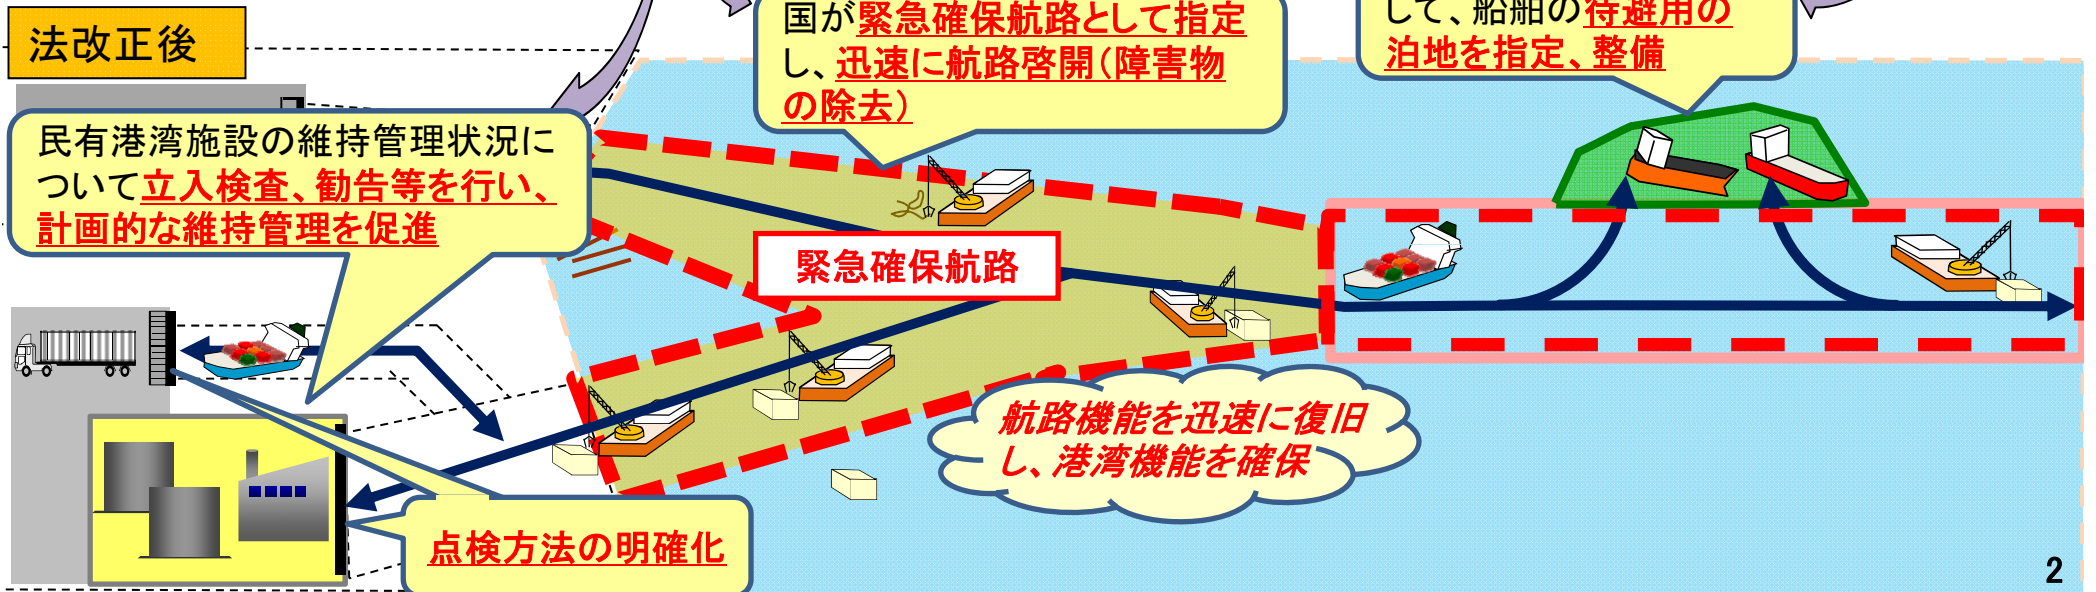 法改正後
国が緊急確保航路として指定
し、迅速に航路啓開（障害物
の除去）
して、船舶の待避用の
泊地を指定、整備
民有港湾施設の維持管理状況に
ついて立入検査、勧告等を行い、
計画的な維持管理を促進
緊急確保航路
航路機能を迅速に復旧
し、港湾機能を確保
点検方法の明確化
2